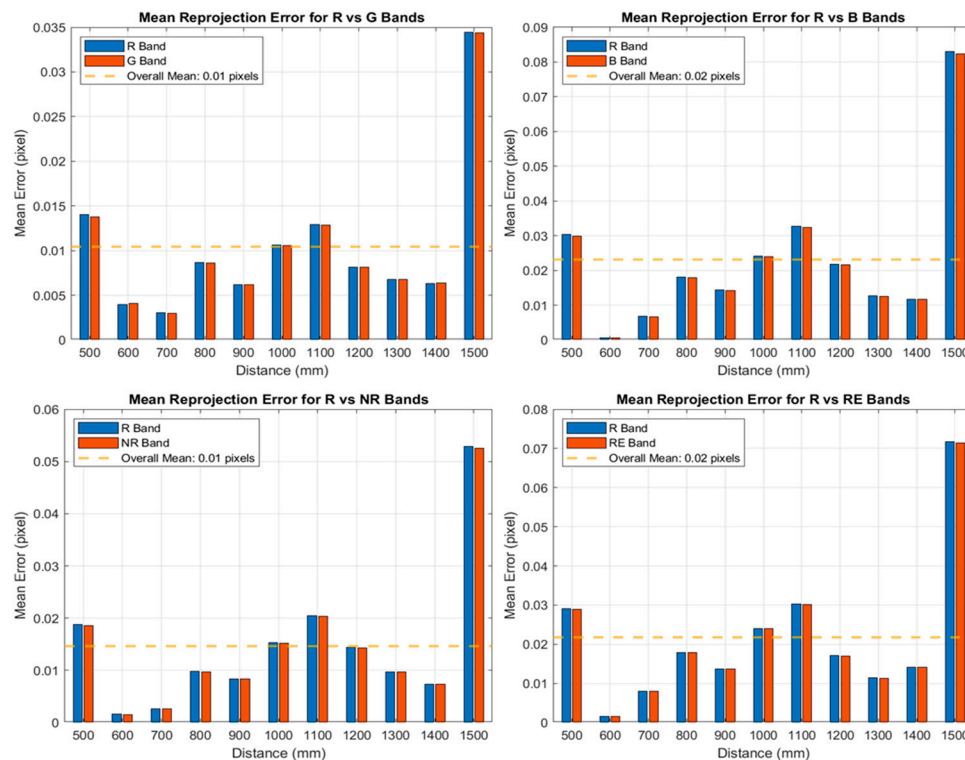 Mean Reprojection Error for R vs G Bands
R Band
G Band
Overall Mean: 0.01 pixels
Mean Error (pixel)
0.035
0.03
0.025
0.02
0.015
0.01
0.005
0
500 600 700 800 900 1000 1100 1200 1300 1400 1500
Distance (mm)
Mean Reprojection Error for R vs B Bands
R Band
B Band
Overall Mean: 0.02 pixels
Mean Error (pixel)
0.09
0.08
0.07
0.06
0.05
0.04
0.03
0.02
0.01
0
500 600 700 800 900 1000 1100 1200 1300 1400 1500
Distance (mm)
Mean Reprojection Error for R vs NR Bands
R Band
NR Band
Overall Mean: 0.01 pixels
Mean Error (pixel)
0.06
0.05
0.04
0.03
0.02
0.01
0
500 600 700 800 900 1000 1100 1200 1300 1400 1500
Distance (mm)
Mean Reprojection Error for R vs RE Bands
R Band
RE Band
Overall Mean: 0.02 pixels
Mean Error (pixel)
0.08
0.07
0.06
0.05
0.04
0.03
0.02
0.01
0
500 600 700 800 900 1000 1100 1200 1300 1400 1500
Distance (mm)